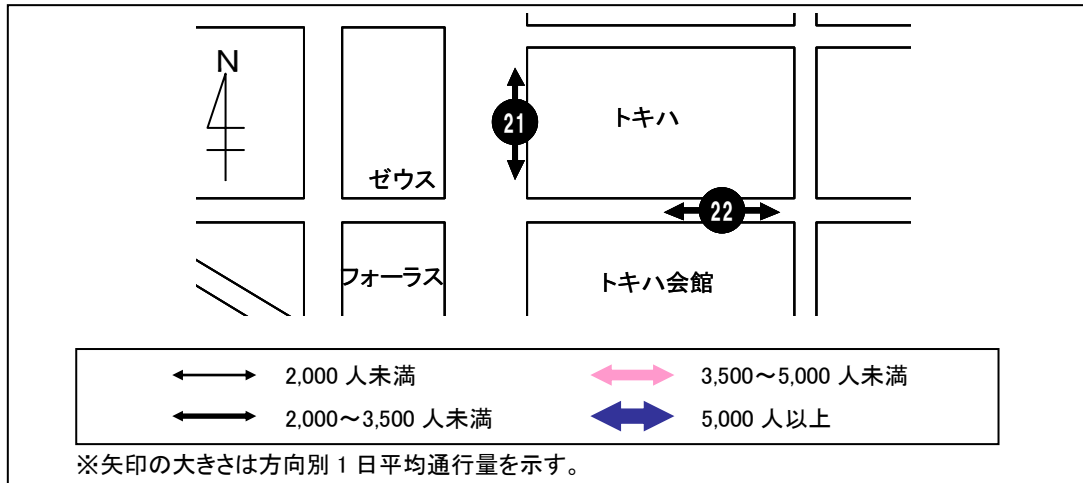 N
21
トキハ
ゼウス
22
フォーラス
トキハ会館
2,000 人未満
3,500～5,000 人未満
2,000～3,500 人未満
5,000 人以上
※矢印の大きさは方向別 1 日平均通行量を示す。